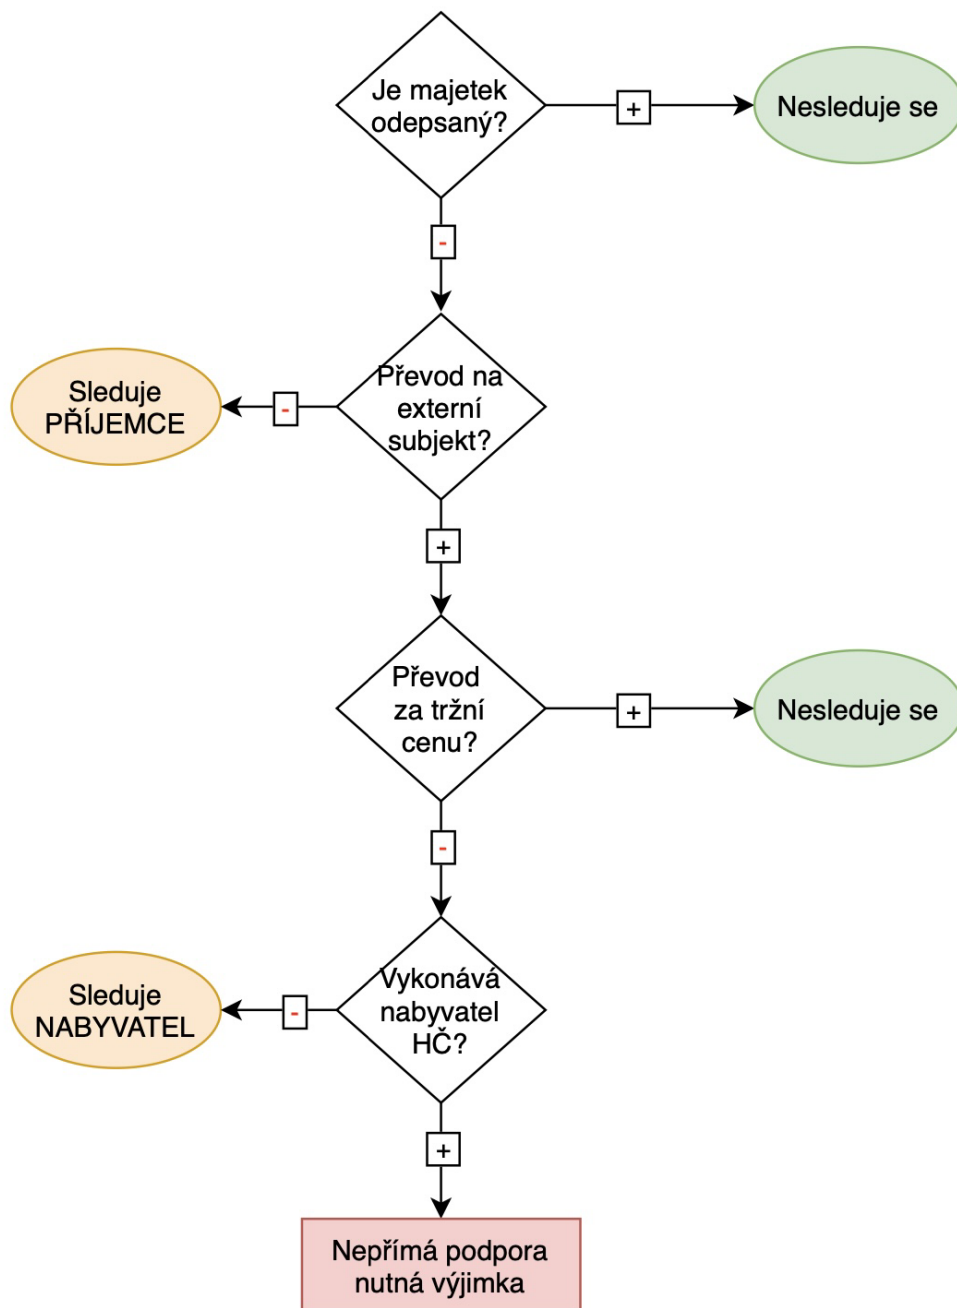 Je majetek
odepsaný?
+
Nesleduje se
-
Převod na
externí
subjekt?
-
Sleduje
PŘÍJEMCE
+
Převod
za tržní
cenu?
+
Nesleduje se
-
Vykonává
nabyvatel
HČ?
-
Sleduje
NABYVATEL
+
Nepřímá podpora
nutná výjimka